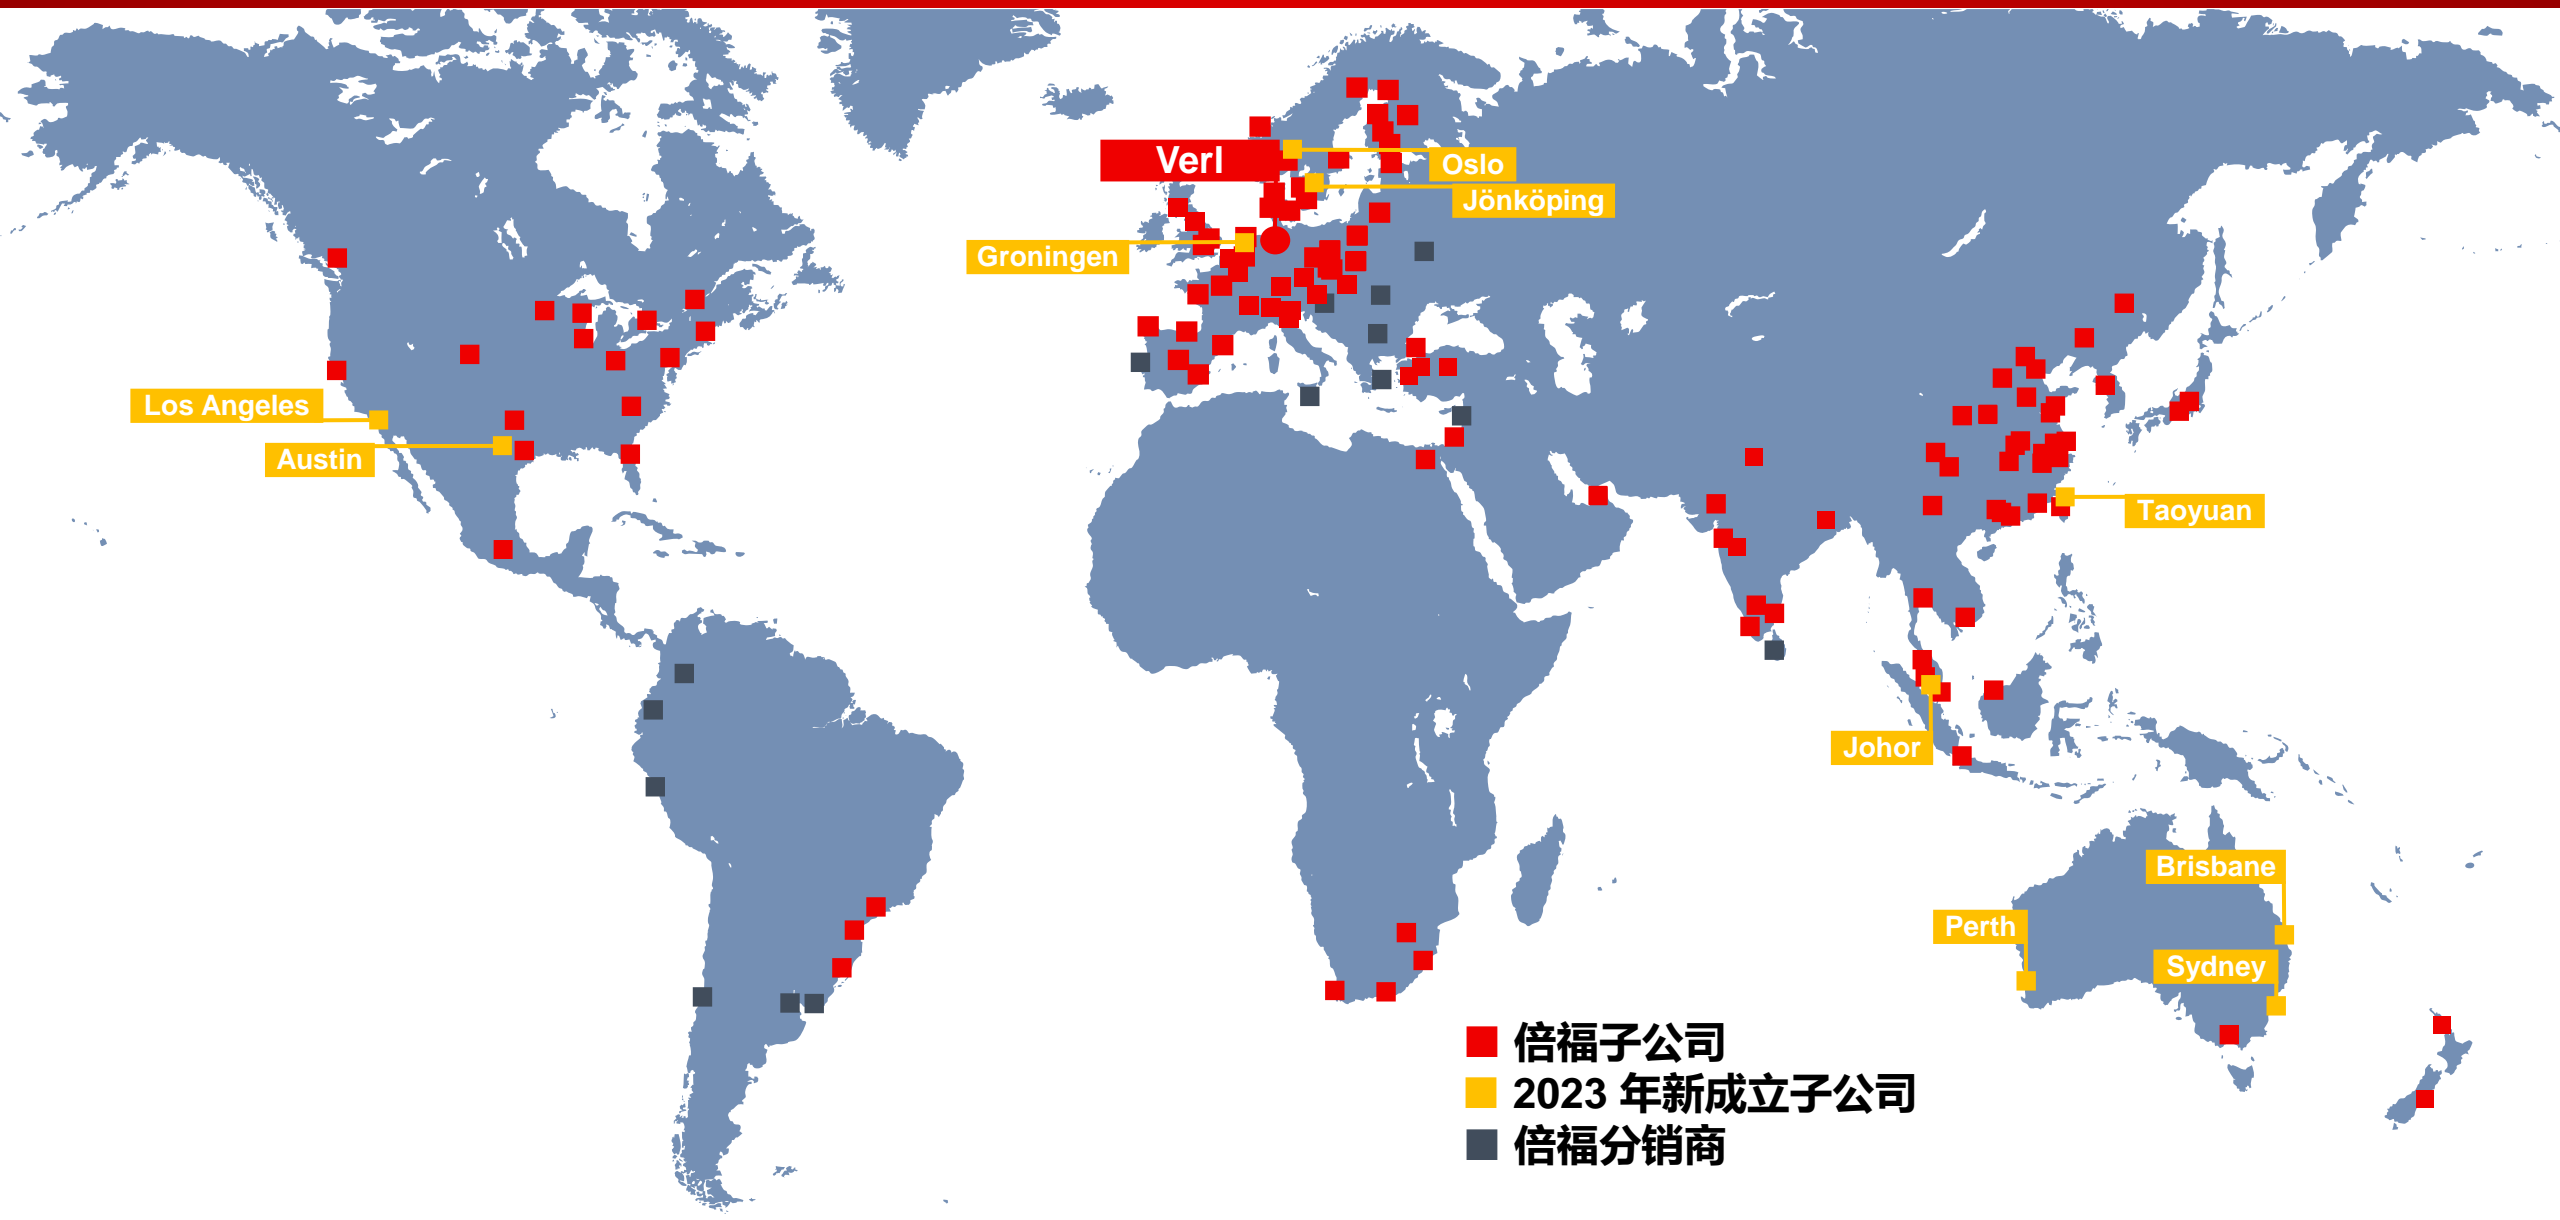 Verl
Oslo
Jönköping
Groningen
Los Angeles
Austin
Taoyuan
Johor
Brisbane
Perth
Sydney
倍福子公司
2023 年新成立子公司
倍福分销商